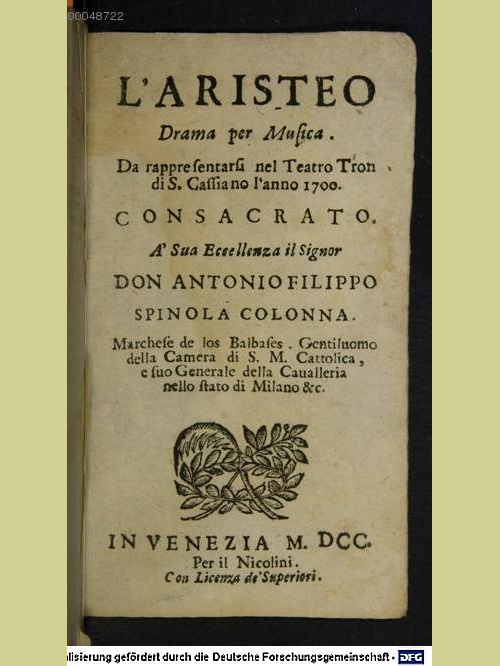 00048722
L'ARISTEO
Drama per Musica.
Da rappresentarsi nel Teatro Tron
di S. Cassiano l'anno 1700.
CONSACRATO.
A' Sua Eccellenza il Signor
DON ANTONIO FILIPPO
SPINOLA COLONNA.
Marchese de los Balbases. Gentiluomo
della Camera di S. M. Cattolica,
e suo Generale della Caualleria
nello stato di Milano &c.
IN VENEZIA M. DCC.
Per il Nicolini.
Con Licenza de' Superiori.
alisierung gefördert durch die Deutsche Forschungsgemeinschaft - DFG